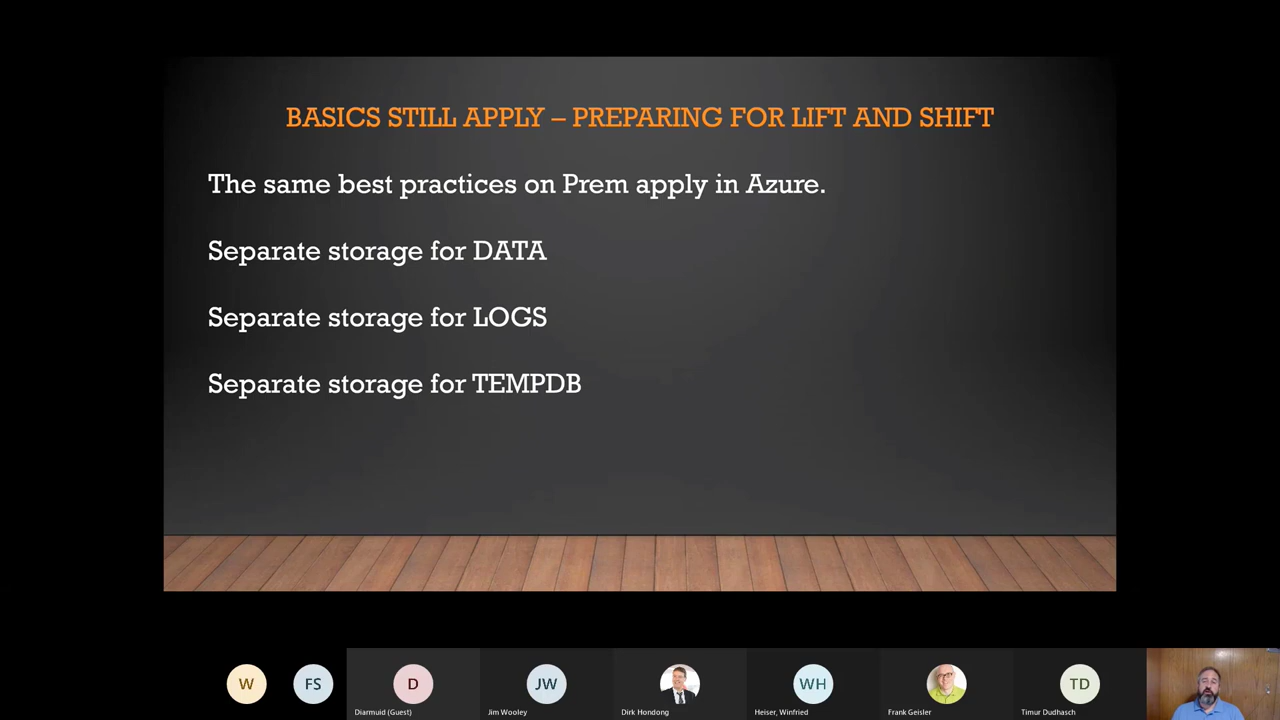 BASICS STILL APPLY – PREPARING FOR LIFT AND SHIFT
The same best practices on Prem apply in Azure.
Separate storage for DATA
Separate storage for LOGS
Separate storage for TEMPDB
W
FS
D
JW
WH
TD
Diarmuid (Guest)
Jim Wooley
Dirk Hondong
Heiser, Winfried
Frank Geisler
Timur Dudhasch